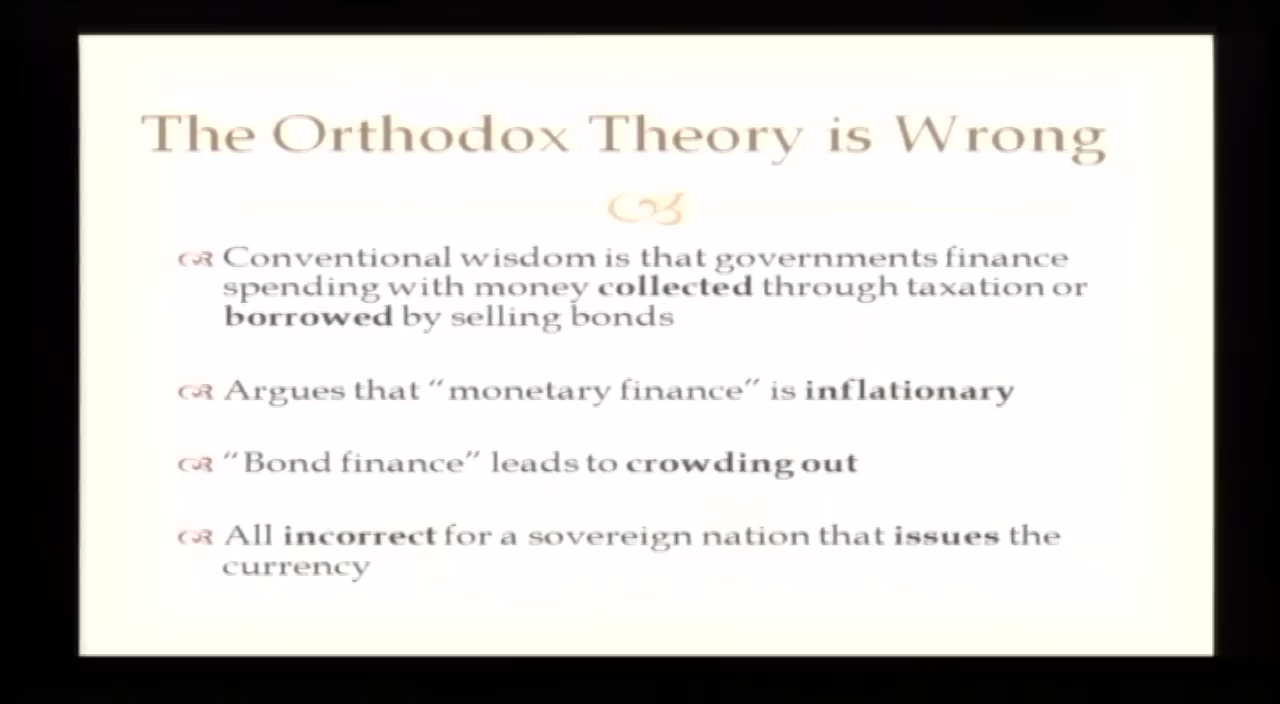 The Orthodox Theory is Wrong
Conventional wisdom is that governments finance
spending with money collected through taxation or
borrowed by selling bonds
Argues that “monetary finance” is inflationary
“Bond finance” leads to crowding out
All incorrect for a sovereign nation that issues the
currency